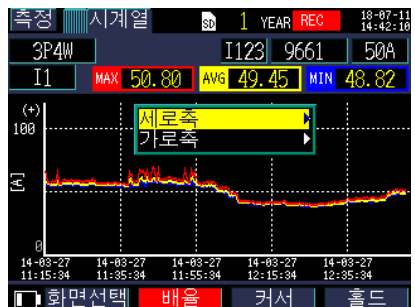 측정 시계열 SD 1 YEAR REC 18-07-11
14:42:10
3P4W I123 9661 50A
I1 MAX 50.80 AVG 49.45 MIN 48.82
(+)
100
세로축
가로축
[A]
0
14-03-27 14-03-27 14-03-27 14-03-27 14-03-27
11:15:34 11:35:34 11:55:34 12:15:34 12:35:34
화면선택 배율 커서 홀드